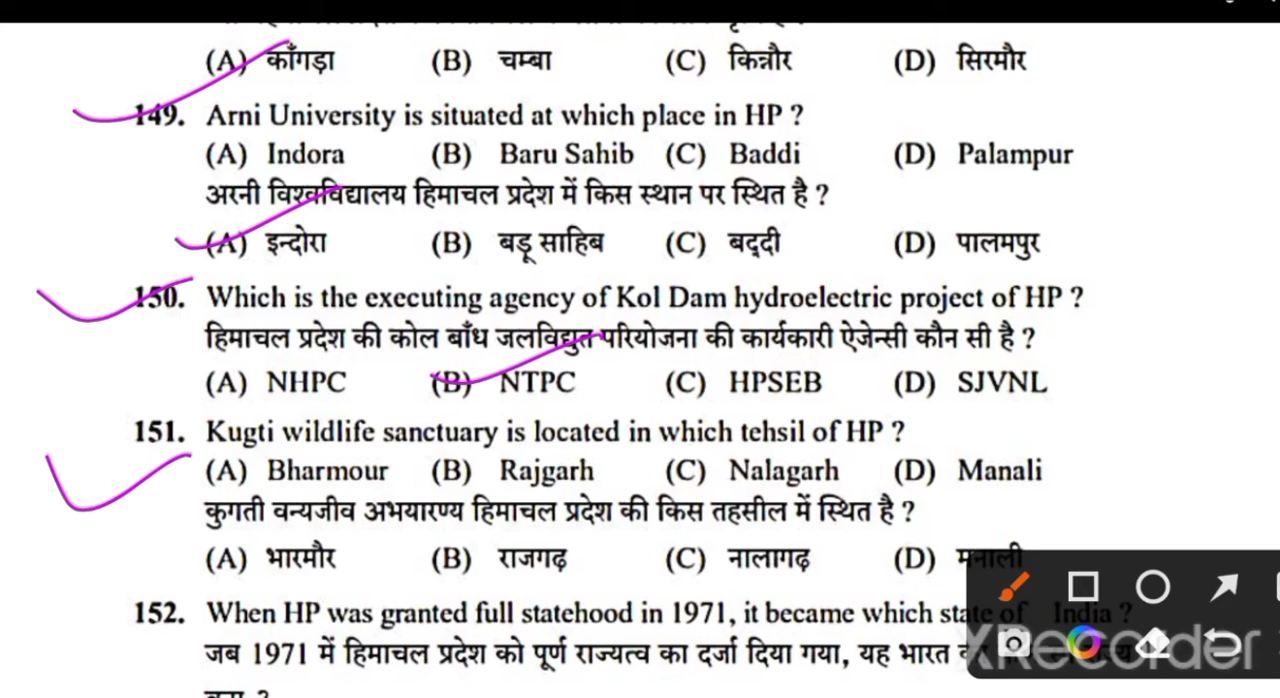 (A) काँगड़ा (B) चम्बा (C) किन्नौर (D) सिरमौर
149. Arni University is situated at which place in HP ?
(A) Indora (B) Baru Sahib (C) Baddi (D) Palampur
अरनी विश्वविद्यालय हिमाचल प्रदेश में किस स्थान पर स्थित है ?
(A) इन्दोरा (B) बड़ू साहिब (C) बद्दी (D) पालमपुर
150. Which is the executing agency of Kol Dam hydroelectric project of HP ?
हिमाचल प्रदेश की कोल बाँध जलविद्युत परियोजना की कार्यकारी ऐजेन्सी कौन सी है ?
(A) NHPC (B) NTPC (C) HPSEB (D) SJVNL
151. Kugti wildlife sanctuary is located in which tehsil of HP ?
(A) Bharmour (B) Rajgarh (C) Nalagarh (D) Manali
कुगती वन्यजीव अभयारण्य हिमाचल प्रदेश की किस तहसील में स्थित है ?
(A) भारमौर (B) राजगढ़ (C) नालागढ़ (D) मनाली
152. When HP was granted full statehood in 1971, it became which state of India ?
जब 1971 में हिमाचल प्रदेश को पूर्ण राज्यत्व का दर्जा दिया गया, यह भारत
XRecorder